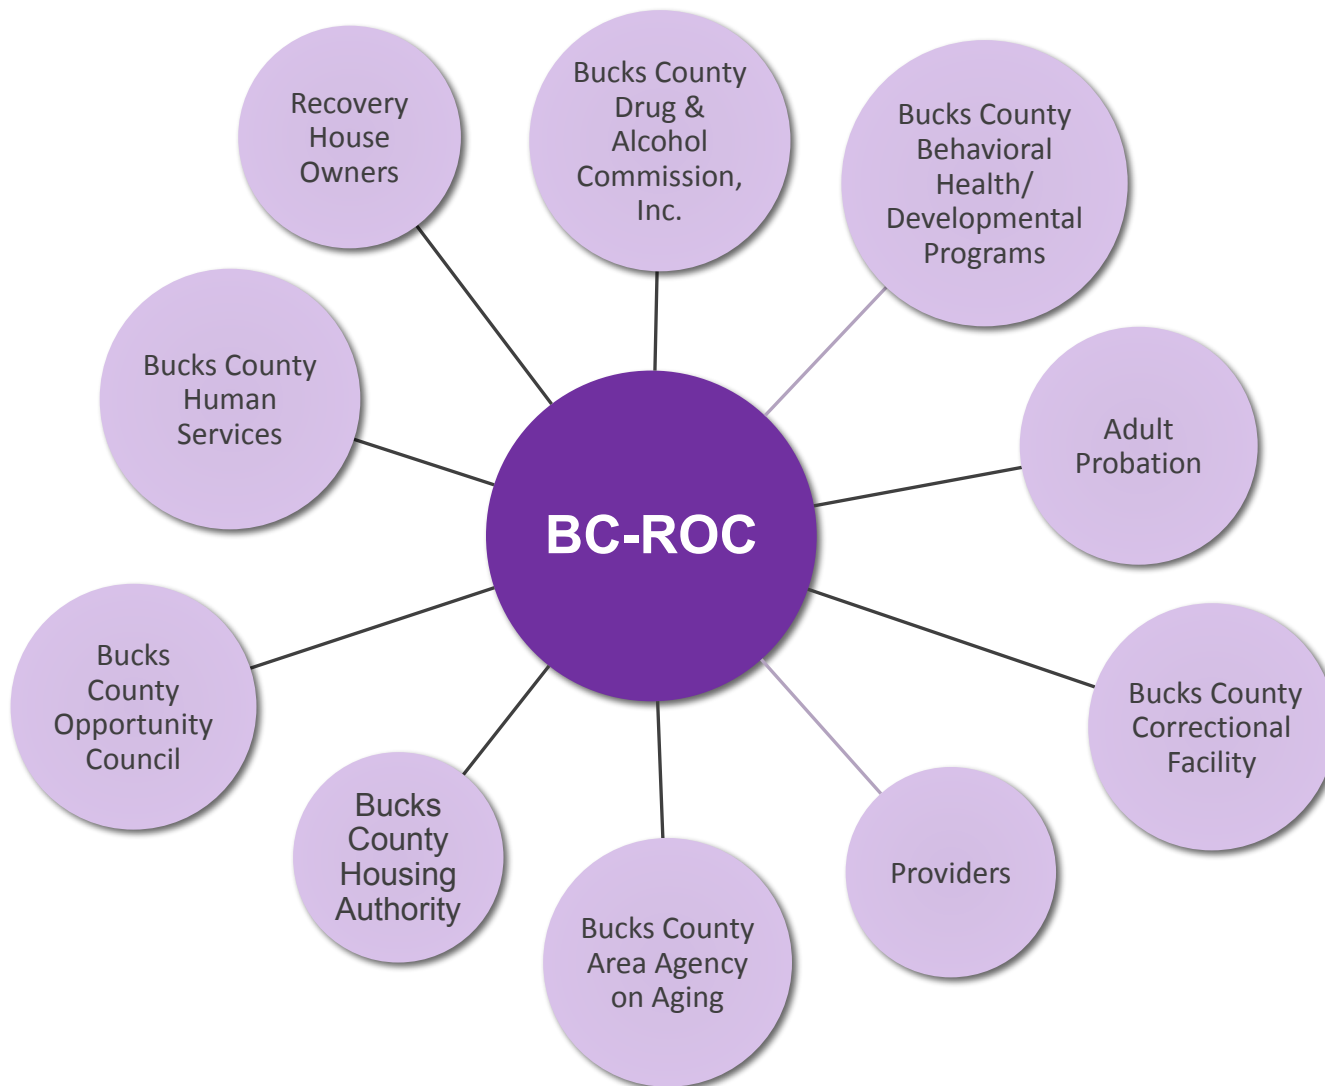 Recovery
House
Owners
Bucks County
Drug &
Alcohol
Commission,
Inc.
Bucks County
Behavioral
Health/
Developmental
Programs
Bucks County
Human
Services
Adult
Probation
BC-ROC
Bucks
County
Opportunity
Council
Bucks County
Correctional
Facility
Bucks
County
Housing
Authority
Providers
Bucks County
Area Agency
on Aging